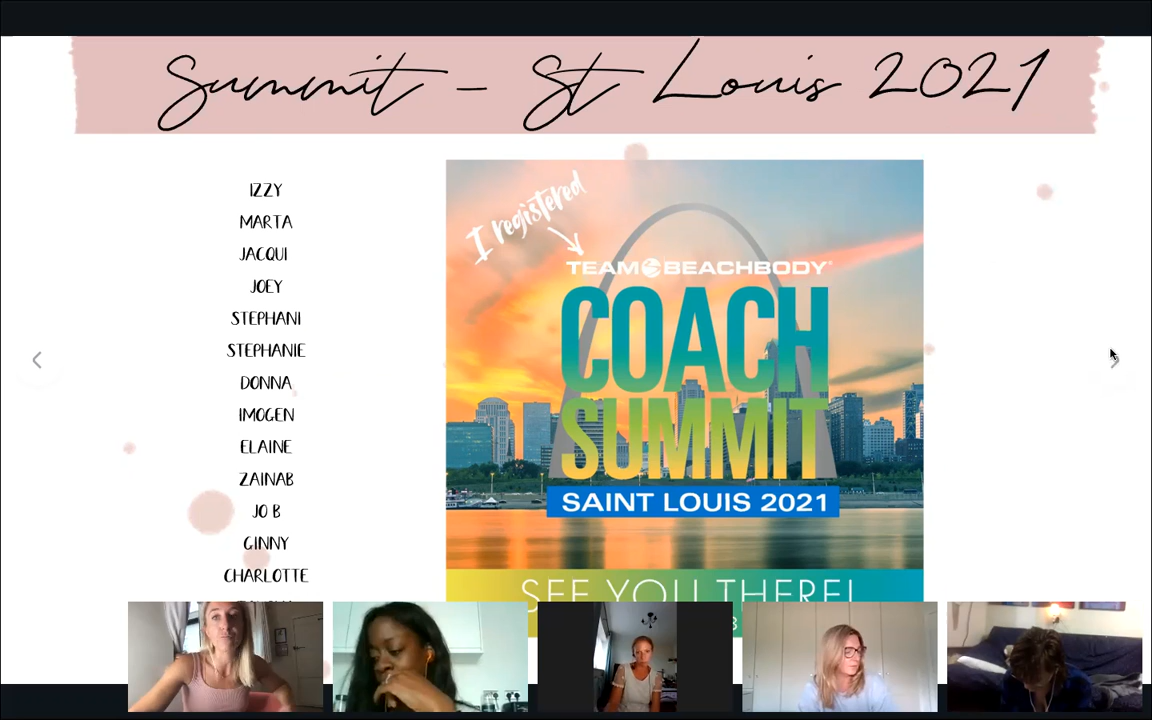 Summit - St Louis 2021
IZZY
MARTA
JACQUI
JOEY
STEPHANI
STEPHANIE
DONNA
IMOGEN
ELAINE
ZAINAB
JO B
GINNY
CHARLOTTE
I registered
TEAM BEACHBODY®
COACH
SUMMIT
SAINT LOUIS 2021
SEE YOU THERE!